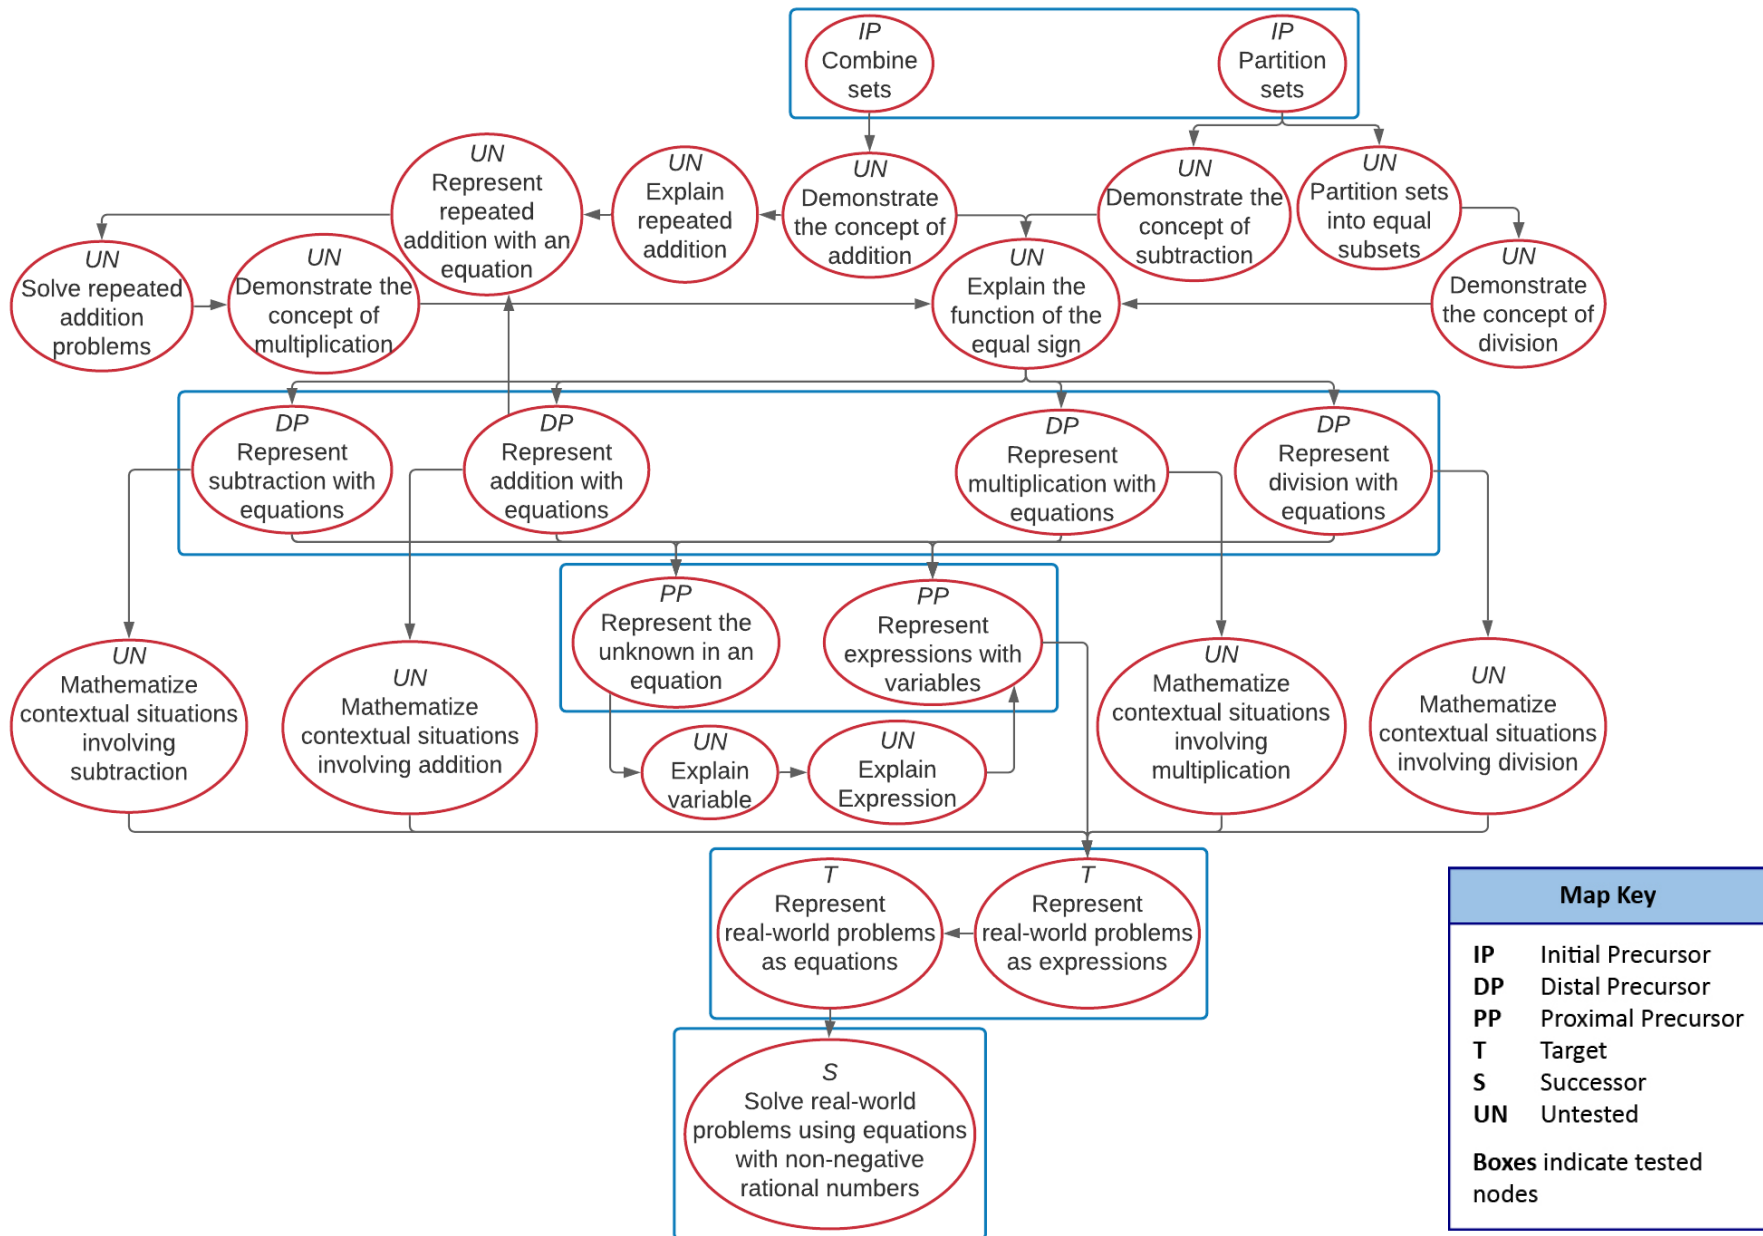 IP
Combine
sets
IP
Partition
sets
UN
Represent
repeated
addition with an
equation
UN
Explain
repeated
addition
UN
Demonstrate
the concept of
addition
UN
Demonstrate the
concept of
subtraction
UN
Partition sets
into equal
subsets
UN
Solve repeated
addition
problems
UN
Demonstrate the
concept of
multiplication
UN
Explain the
function of the
equal sign
UN
Demonstrate
the concept of
division
DP
Represent
subtraction with
equations
DP
Represent
addition with
equations
DP
Represent
multiplication with
equations
DP
Represent
division with
equations
PP
Represent the
unknown in an
equation
PP
Represent
expressions with
variables
UN
Mathematize
contextual situations
involving
subtraction
UN
Mathematize
contextual situations
involving addition
UN
Explain
variable
UN
Explain
Expression
UN
Mathematize
contextual situations
involving
multiplication
UN
Mathematize
contextual situations
involving division
T
Represent
real-world problems
as equations
T
Represent
real-world problems
as expressions
S
Solve real-world
problems using equations
with non-negative
rational numbers
Map Key
IP Initial Precursor
DP Distal Precursor
PP Proximal Precursor
T Target
S Successor
UN Untested
Boxes indicate tested
nodes